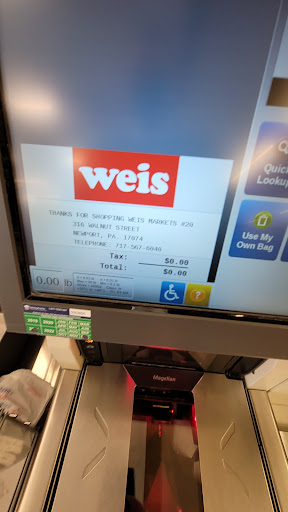 weis
THANKS FOR SHOPPING WEIS MARKETS #20
316 WALNUT STREET
NEWPORT, PA. 17074
TELEPHONE 717-567-6046
Tax: $0.00
Total: $0.00
0.00 lb
?
Quick
Lookup
Use My
Own Bag
Magellan